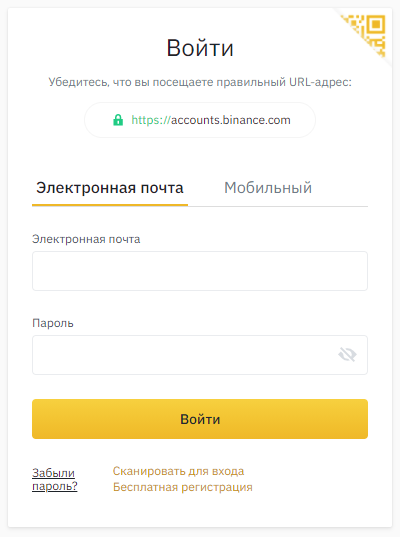 Войти
Убедитесь, что вы посещаете правильный URL-адрес:
https://accounts.binance.com
Электронная почта Мобильный
Электронная почта
Пароль
Войти
Забыли
пароль?
Сканировать для входа
Бесплатная регистрация